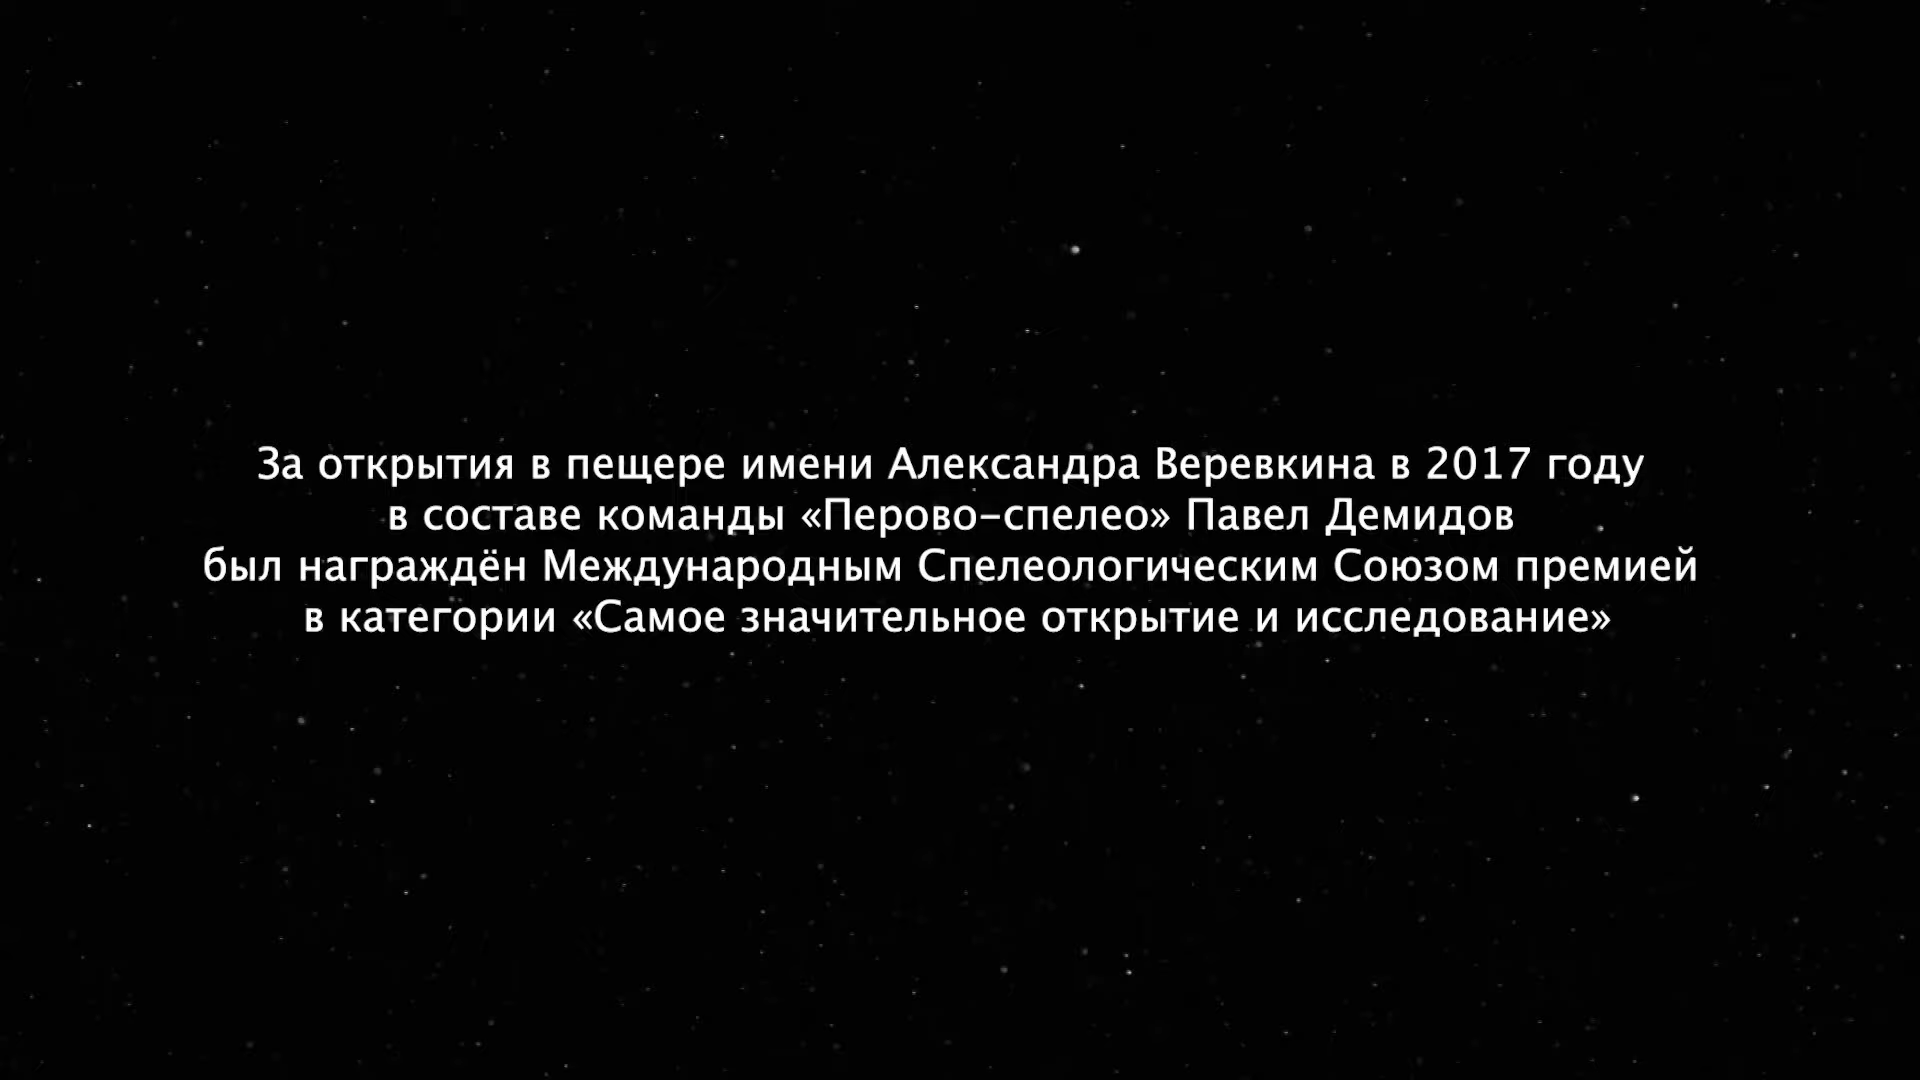 За открытия в пещере имени Александра Веревкина в 2017 году
в составе команды «Перово-спелео» Павел Демидов
был награждён Международным Спелеологическим Союзом премией
в категории «Самое значительное открытие и исследование»